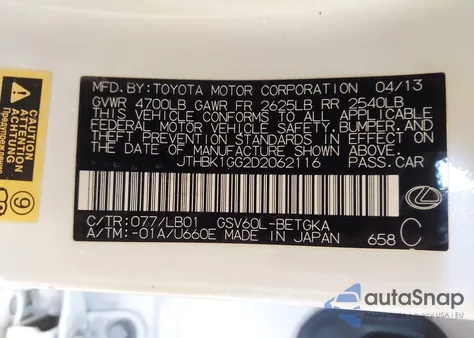 MFD. BY: TOYOTA MOTOR CORPORATION 04/13
GVWR 4700LB GAWR FR 2625LB RR 2540LB
THIS VEHICLE CONFORMS TO ALL APPLICABLE
FEDERAL MOTOR VEHICLE SAFETY, BUMPER, AND
THEFT PREVENTION STANDARDS IN EFFECT ON
THE DATE OF MANUFACTURE SHOWN ABOVE.
JTHBK1GG2D2062116 PASS.CAR
C/TR: 077/LB01 GSV60L-BETGKA
A/TM: -01A/U660E MADE IN JAPAN 658 C
9
autoSnap